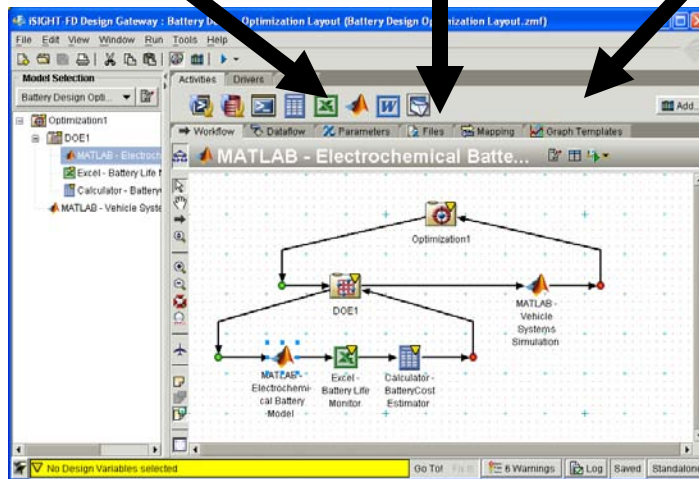 iSIGHT-FD Design Gateway : Battery Design Optimization Layout (Battery Design Optimization Layout.zmf)
File Edit View Window Run Tools Help
Model Selection
Activities Drivers
Battery Design Opti...
Add...
Workflow Dataflow Parameters Files Mapping Graph Templates
Optimization1
DOE1
MATLAB - Electroch
Excel - Battery Life M
Calculator - Battery
MATLAB - Vehicle Syste
MATLAB - Electrochemical Batte...
Optimization1
DOE1
MATLAB -
Vehicle
Systems
Simulation
MATLAB -
Electrochemi-
cal Battery
Model
Excel -
Battery Life
Monitor
Calculator -
BatteryCost
Estimator
No Design Variables selected
Go To!
6 Warnings
Log
Saved
Standalone